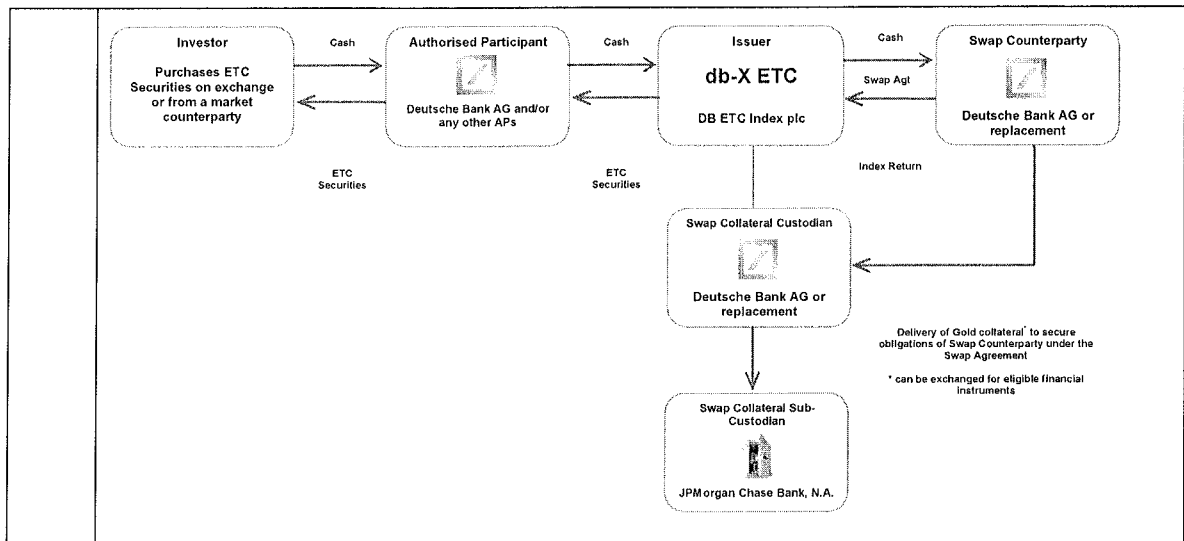 Investor
Purchases ETC
Securities on exchange
or from a market
counterparty
Cash
Authorised Participant
Deutsche Bank AG and/or
any other APs
Cash
Issuer
db-X ETC
DB ETC Index plc
Cash
Swap Agt
Swap Counterparty
Deutsche Bank AG or
replacement
ETC
Securities
ETC
Securities
Index Return
Swap Collateral Custodian
Deutsche Bank AG or
replacement
Delivery of Gold collateral* to secure
obligations of Swap Counterparty under the
Swap Agreement
* can be exchanged for eligible financial
instruments
Swap Collateral Sub-
Custodian
JPMorgan Chase Bank, N.A.